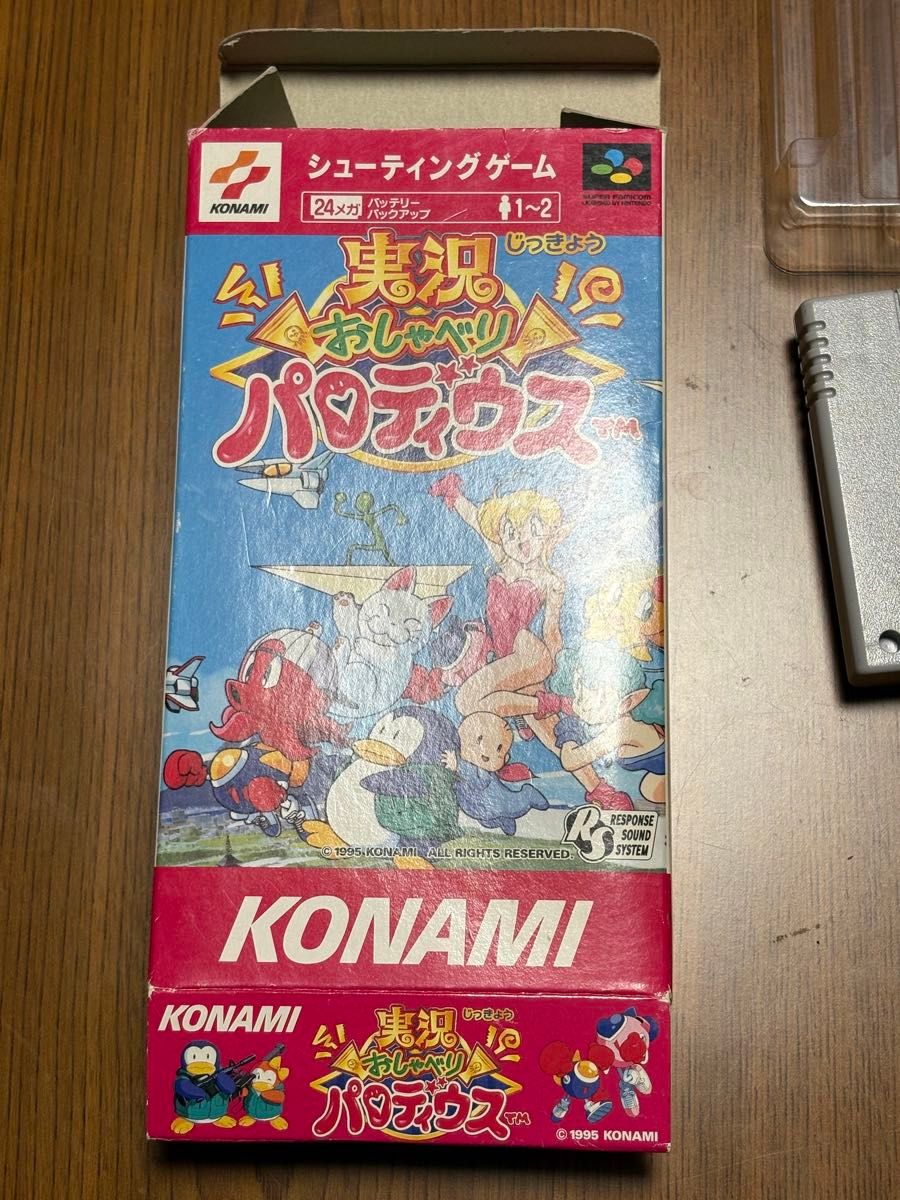 シューティングゲーム
KONAMI
SUPER FAMICOM
LICENSED BY NINTENDO
24メガ
バッテリー
バックアップ
1~2
じっきょう
実況
おしゃべり
パロディウス
TM
RESPONSE
SOUND
SYSTEM
RS
© 1995 KONAMI ALL RIGHTS RESERVED.
KONAMI
KONAMI
じっきょう
実況
おしゃべり
パロディウス
TM
© 1995 KONAMI